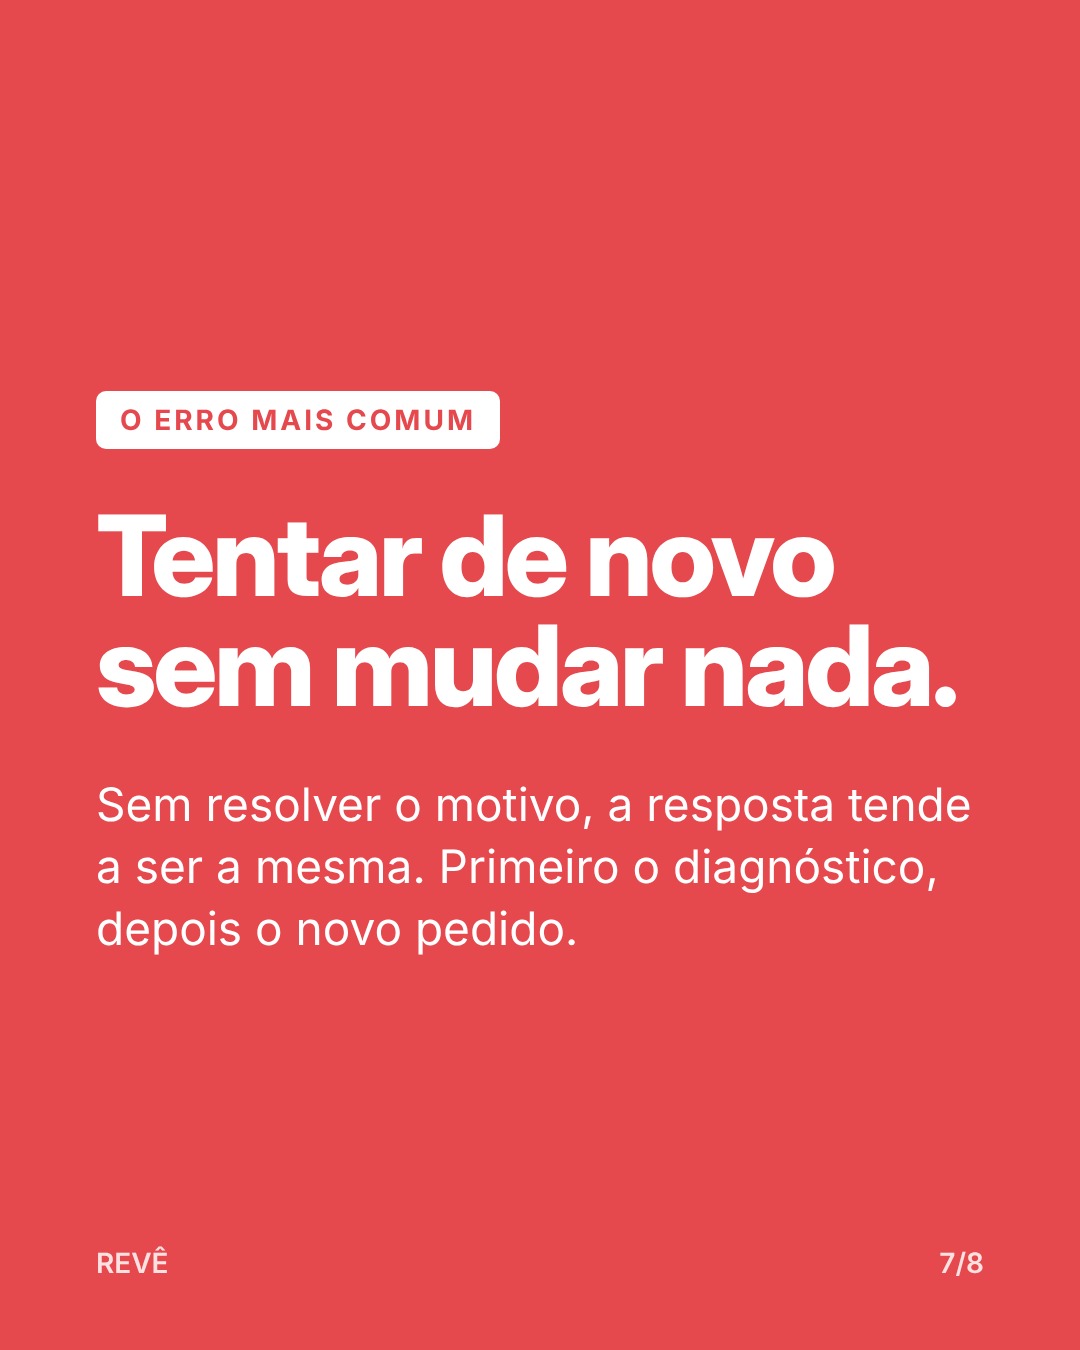 O ERRO MAIS COMUM
Tentar de novo
sem mudar nada.
Sem resolver o motivo, a resposta tende
a ser a mesma. Primeiro o diagnóstico,
depois o novo pedido.
REVÊ
7/8